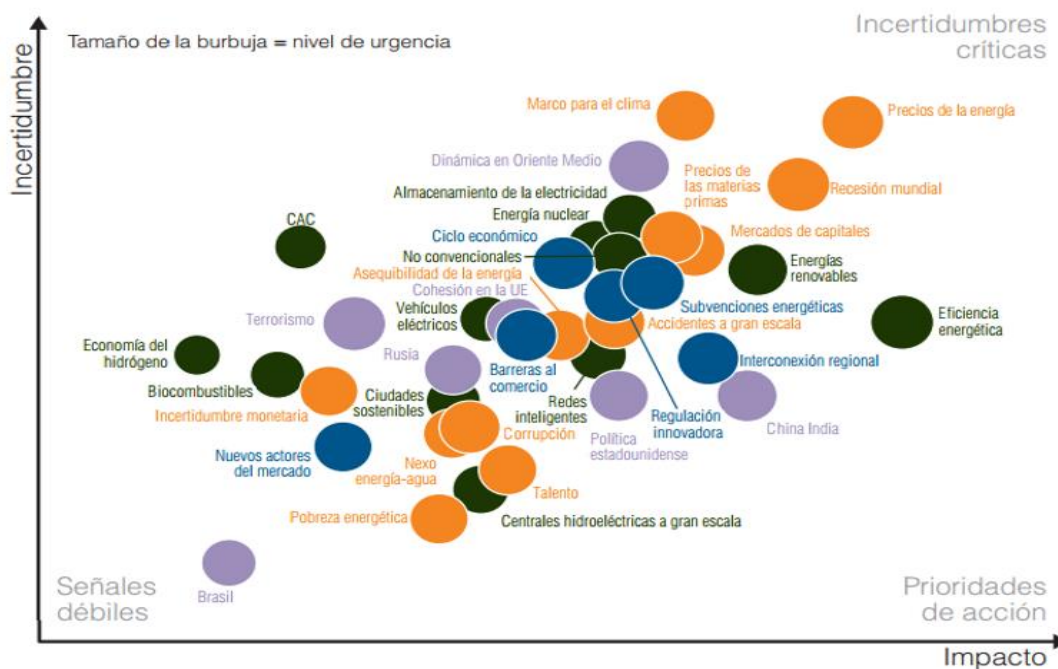 Incertidumbres
críticas
Tamaño de la burbuja = nivel de urgencia
Incertidumbre
Marco para el clima
Precios de la energía
Dinámica en Oriente Medio
Precios de
las materias
primas
Recesión mundial
Almacenamiento de la electricidad
Energía nuclear
CAC
Ciclo económico
Mercados de capitales
No convencionales
Energías
renovables
Asequibilidad de la energía
Cohesión en la UE
Subvenciones energéticas
Vehículos
eléctricos
Terrorismo
Accidentes a gran escala
Eficiencia
energética
Economía del
hidrógeno
Rusia
Interconexión regional
Barreras al
comercio
Biocombustibles
Ciudades
sostenibles
Redes
inteligentes
Incertidumbre monetaria
Regulación
innovadora
China India
Corrupción
Política
estadounidense
Nuevos actores
del mercado
Nexo
energía-agua
Talento
Pobreza energética
Centrales hidroeléctricas a gran escala
Brasil
Señales
débiles
Prioridades
de acción
Impacto